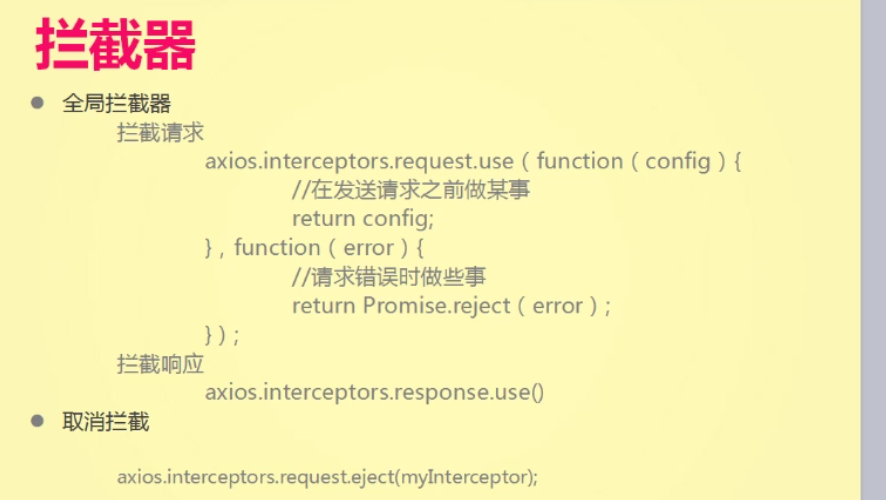 拦截器
全局拦截器
拦截请求
axios.interceptors.request.use（function（config）{
//在发送请求之前做某事
return config;
}，function（error）{
//请求错误时做些事
return Promise.reject（error）;
}）;
拦截响应
axios.interceptors.response.use()
取消拦截
axios.interceptors.request.eject(myInterceptor);